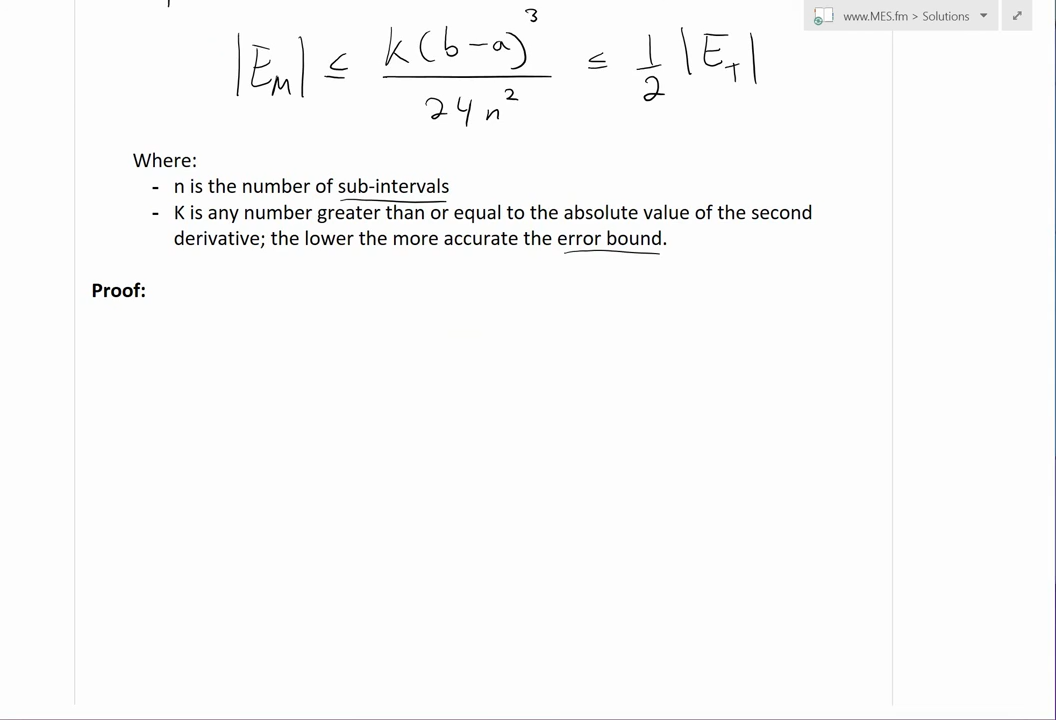 www.MES.fm > Solutions
|E_M| ≤ K(b-a)^3 / 24n^2 ≤ 1/2 |E_T|
Where:
- n is the number of sub-intervals
- K is any number greater than or equal to the absolute value of the second
derivative; the lower the more accurate the error bound.
Proof: